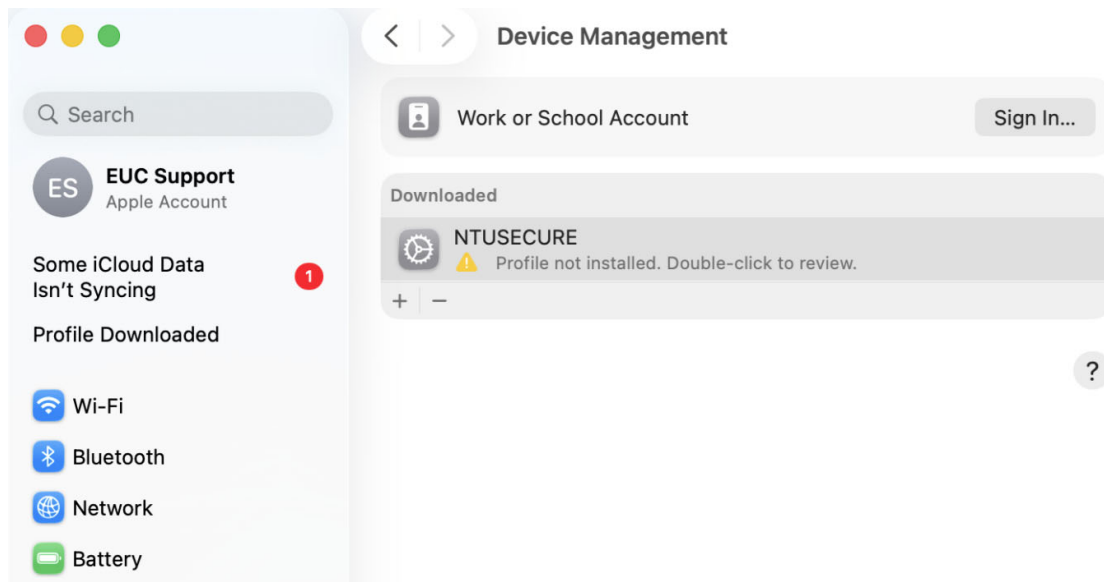 Search
ES
EUC Support
Apple Account
Some iCloud Data
Isn't Syncing
1
Profile Downloaded
Wi-Fi
Bluetooth
Network
Battery
Device Management
Work or School Account
Sign In...
Downloaded
NTUSECURE
Profile not installed. Double-click to review.
+ −
?